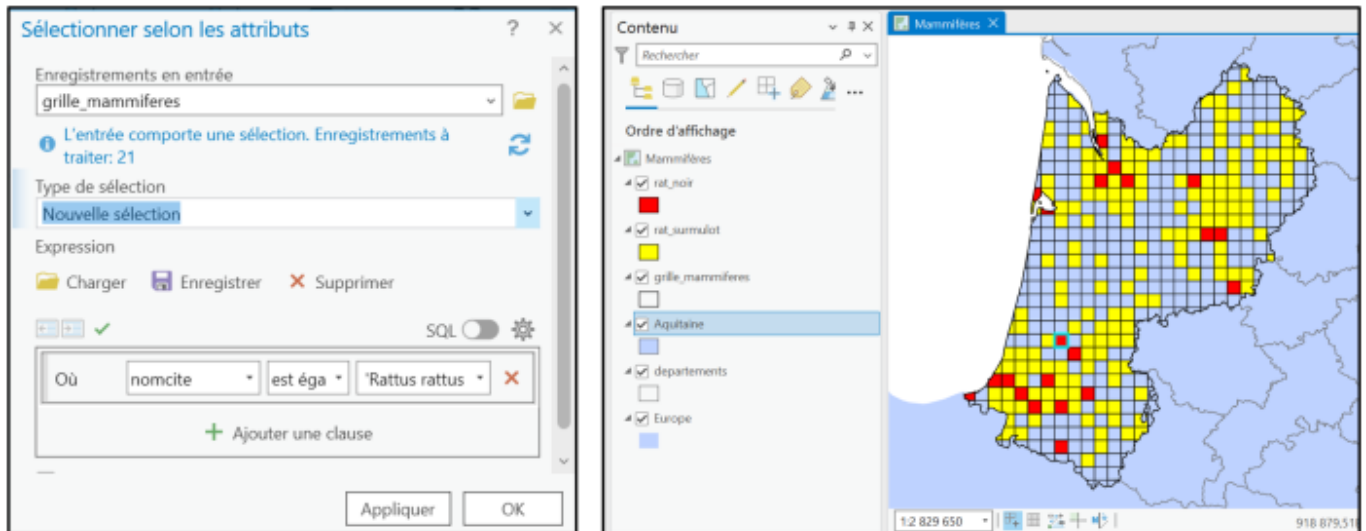 Sélectionner selon les attributs
Enregistrements en entrée
grille_mammiferes
L'entrée comporte une sélection. Enregistrements à
traiter: 21
Type de sélection
Nouvelle sélection
Expression
Charger Enregistrer Supprimer
SQL
Où nomcite est éga 'Rattus rattus
Ajouter une clause
Appliquer OK
Contenu
Rechercher
Ordre d'affichage
Mammifères
rat_noir
rat_surmulot
grille_mammiferes
Aquitaine
departements
Europe
Mammifères
1:2 829 650
918 879,51